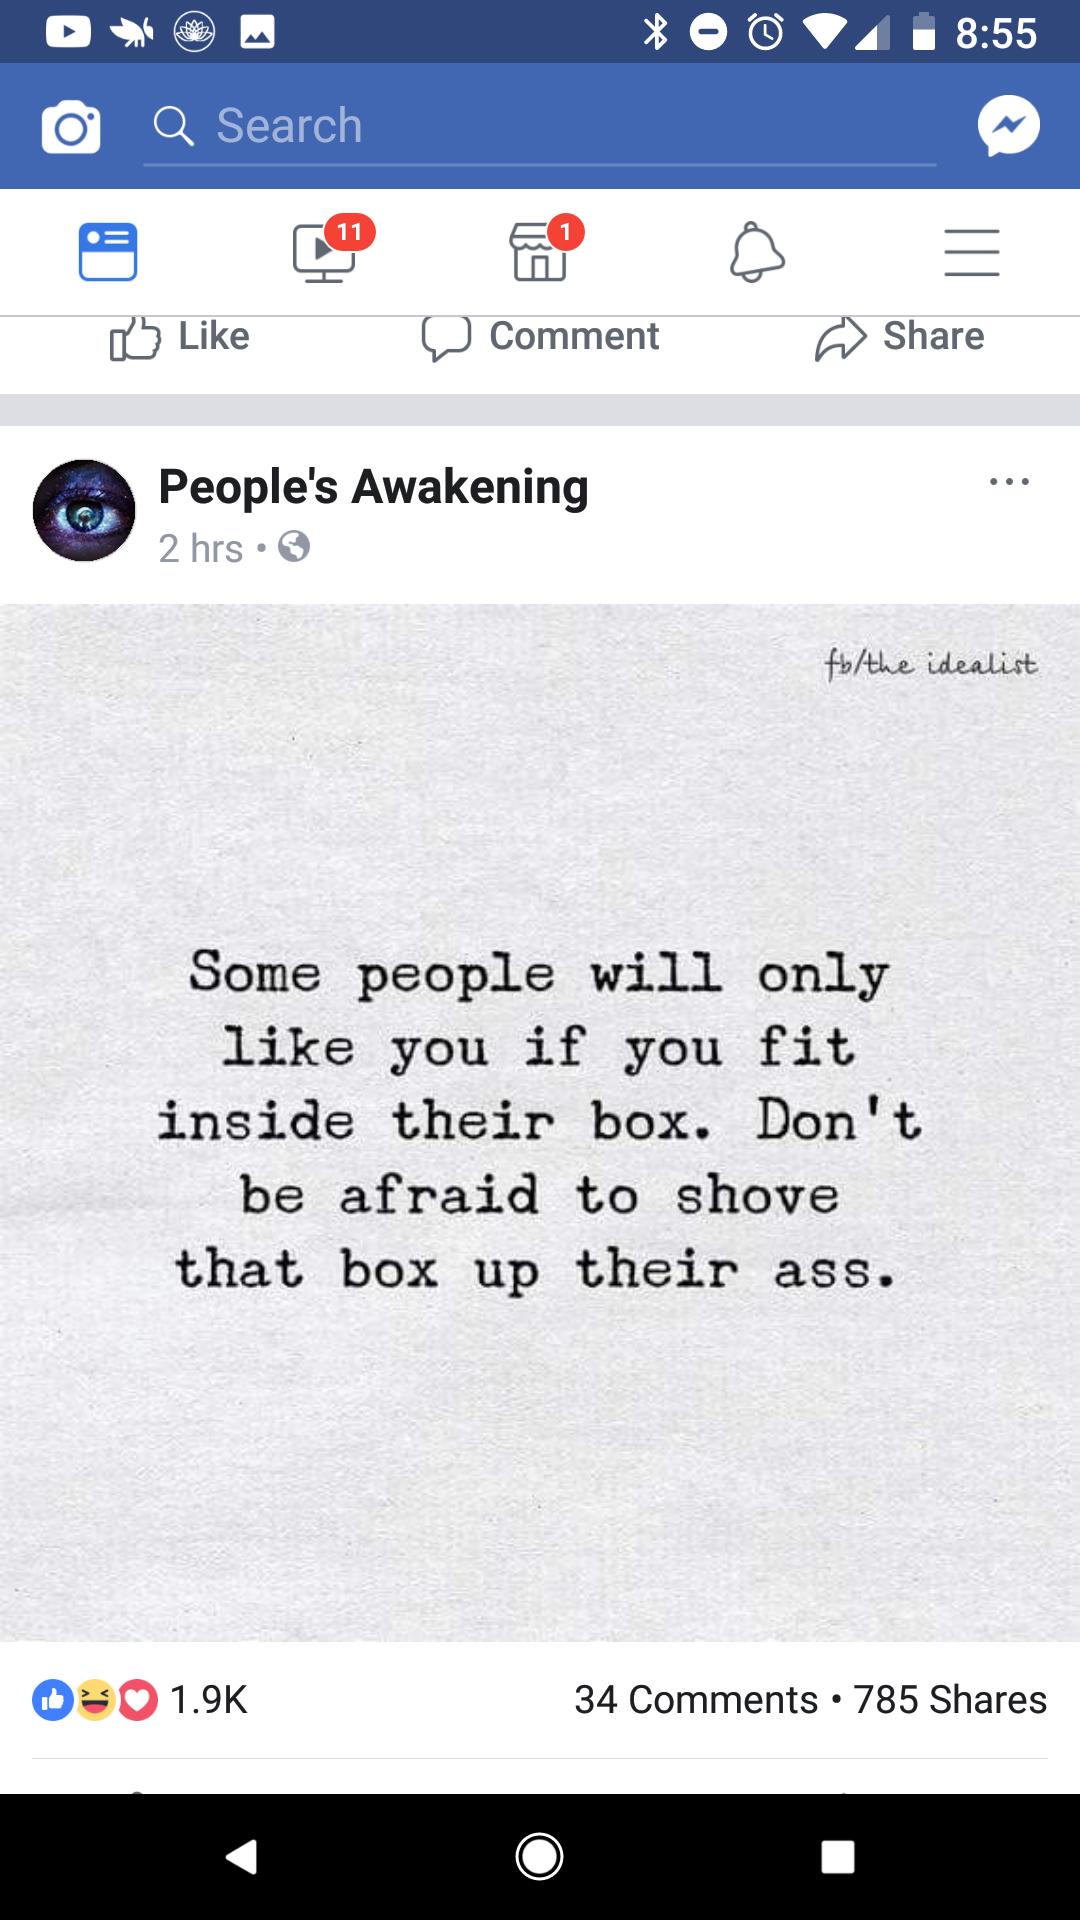 8:55
Search
11
1
Like Comment Share
People's Awakening
2 hrs •
fb/the idealist
Some people will only
like you if you fit
inside their box. Don't
be afraid to shove
that box up their ass.
1.9K 34 Comments • 785 Shares